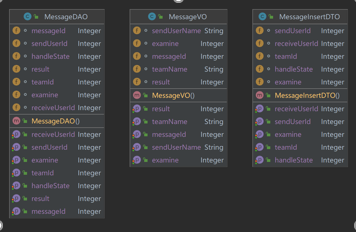 MessageDAO
messageId Integer
sendUserId Integer
handleState Integer
result Integer
teamId Integer
examine Integer
receiveUserId Integer
MessageDAO()
receiveUserId Integer
sendUserId Integer
examine Integer
teamId Integer
handleState Integer
result Integer
messageId Integer
MessageVO
sendUserName String
examine Integer
messageId Integer
teamName String
result Integer
MessageVO()
result Integer
teamName String
messageId Integer
sendUserName String
examine Integer
MessageInsertDTO
sendUserId Integer
receiveUserId Integer
teamId Integer
handleState Integer
examine Integer
MessageInsertDTO()
receiveUserId Integer
sendUserId Integer
examine Integer
teamId Integer
handleState Integer